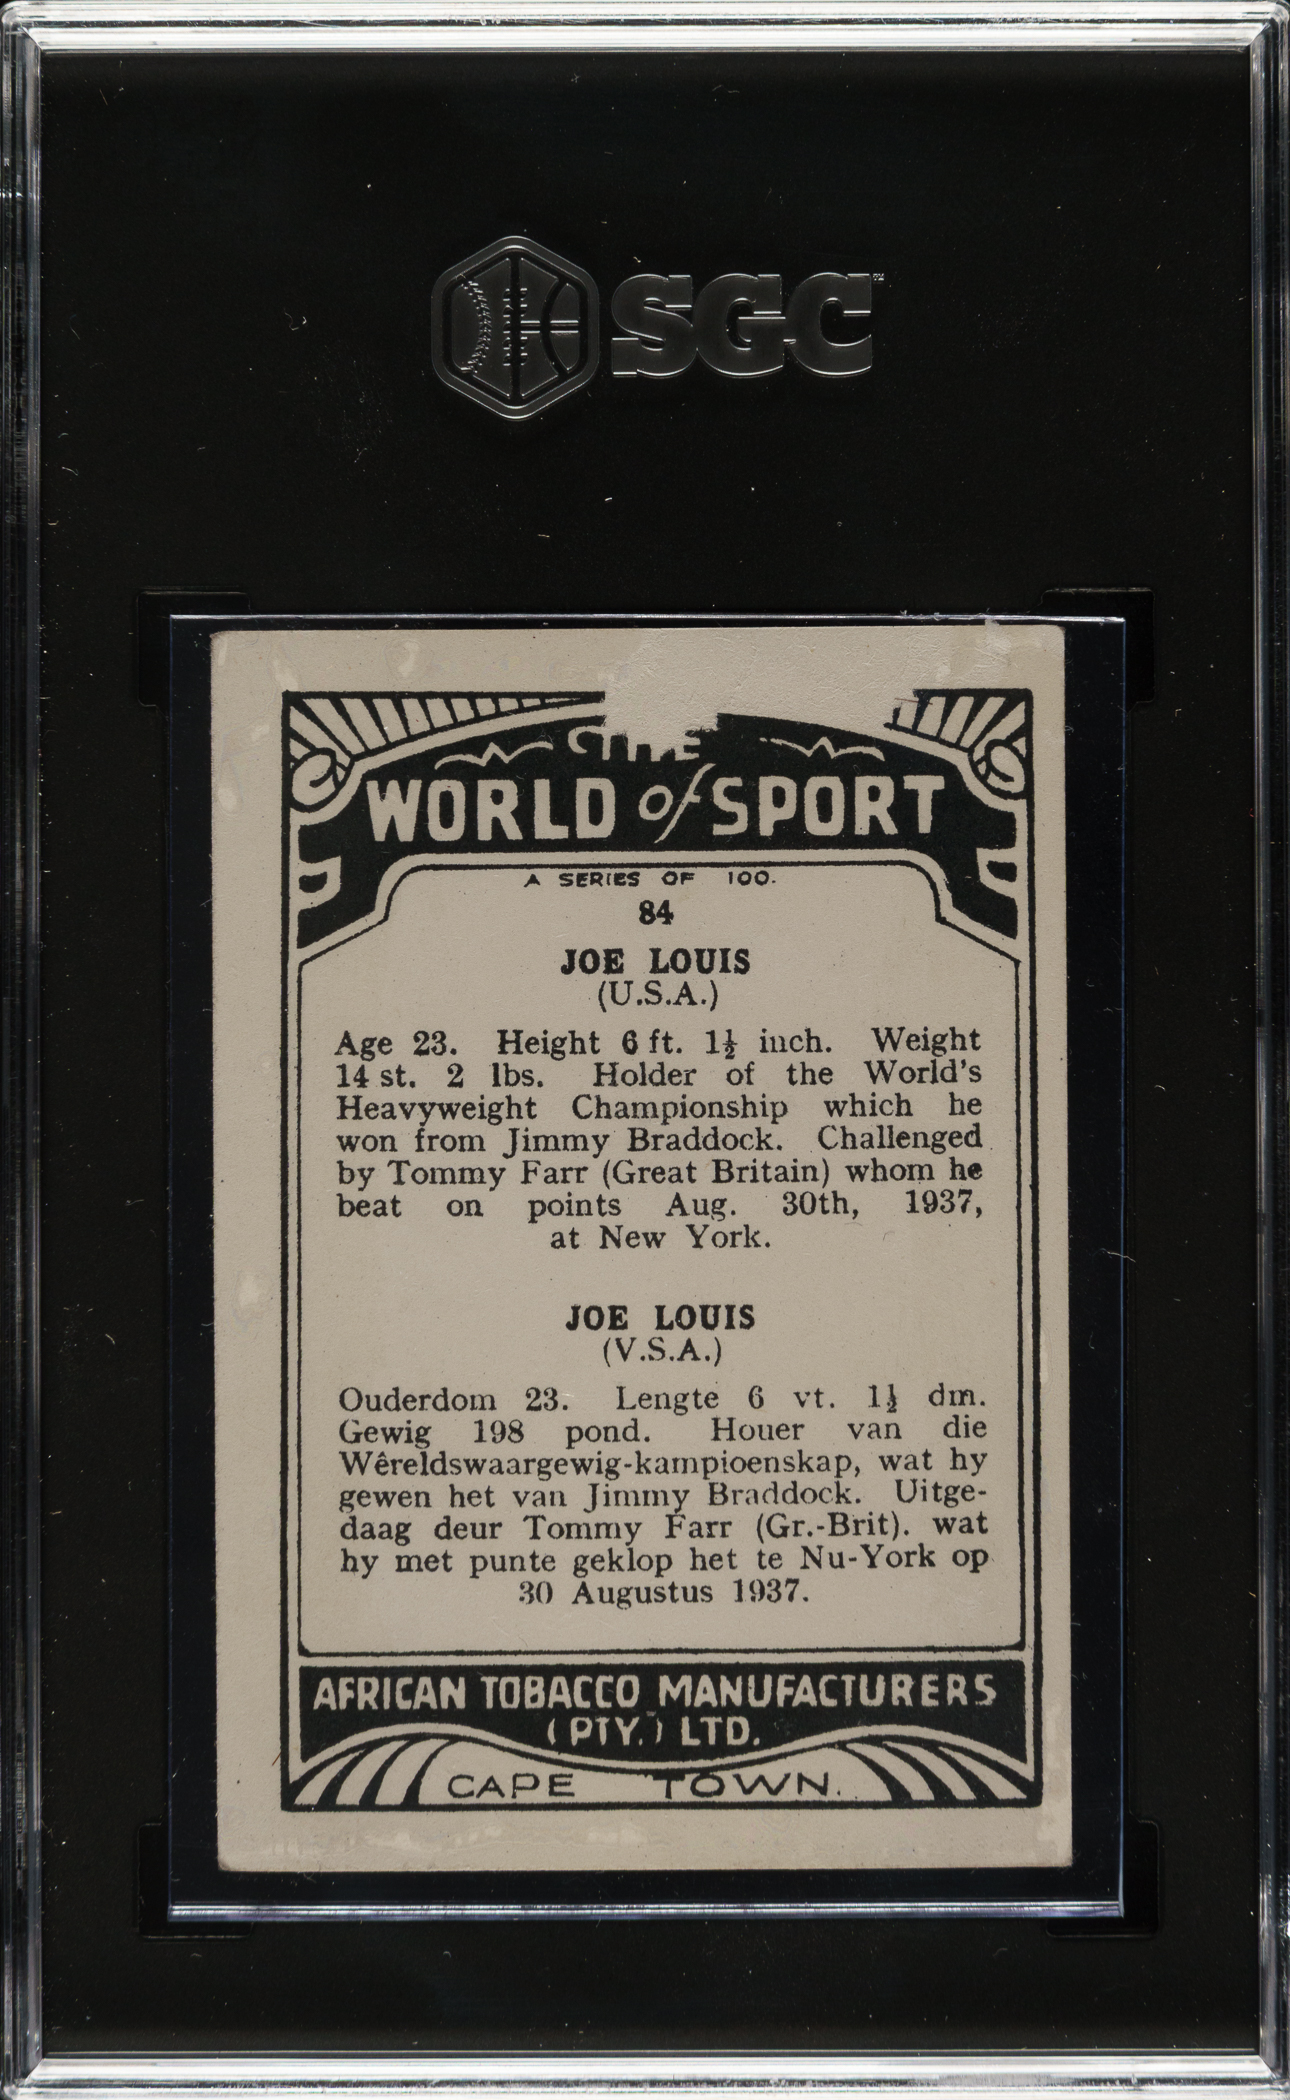 SGC™
THE
WORLD of SPORT
A SERIES OF 100.
84
JOE LOUIS
(U.S.A.)
Age 23. Height 6 ft. 1½ inch. Weight
14 st. 2 lbs. Holder of the World's
Heavyweight Championship which he
won from Jimmy Braddock. Challenged
by Tommy Farr (Great Britain) whom he
beat on points Aug. 30th, 1937,
at New York.
JOE LOUIS
(V.S.A.)
Ouderdom 23. Lengte 6 vt. 1½ dm.
Gewig 198 pond. Houer van die
Wêreldswaargewig-kampioenskap, wat hy
gewen het van Jimmy Braddock. Uitge-
daag deur Tommy Farr (Gr.-Brit). wat
hy met punte geklop het te Nu-York op
30 Augustus 1937.
AFRICAN TOBACCO MANUFACTURERS
(PTY.) LTD.
CAPE TOWN.